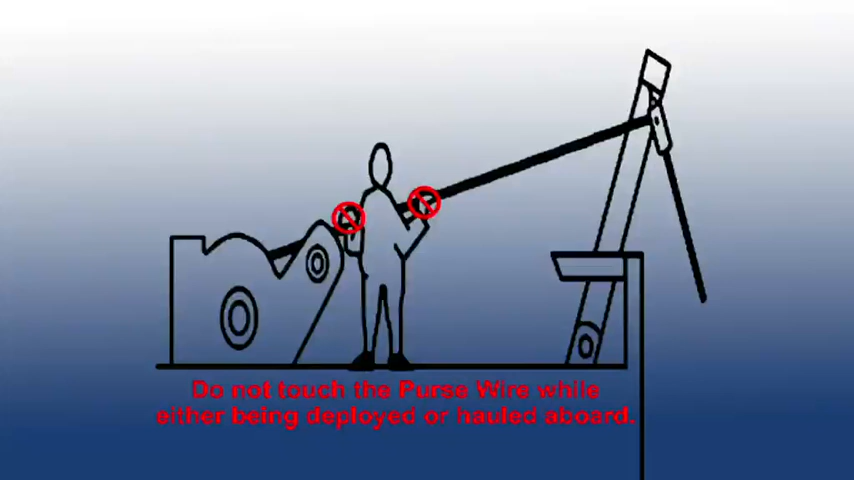 Do not touch the Purse Wire while
either being deployed or hauled aboard.